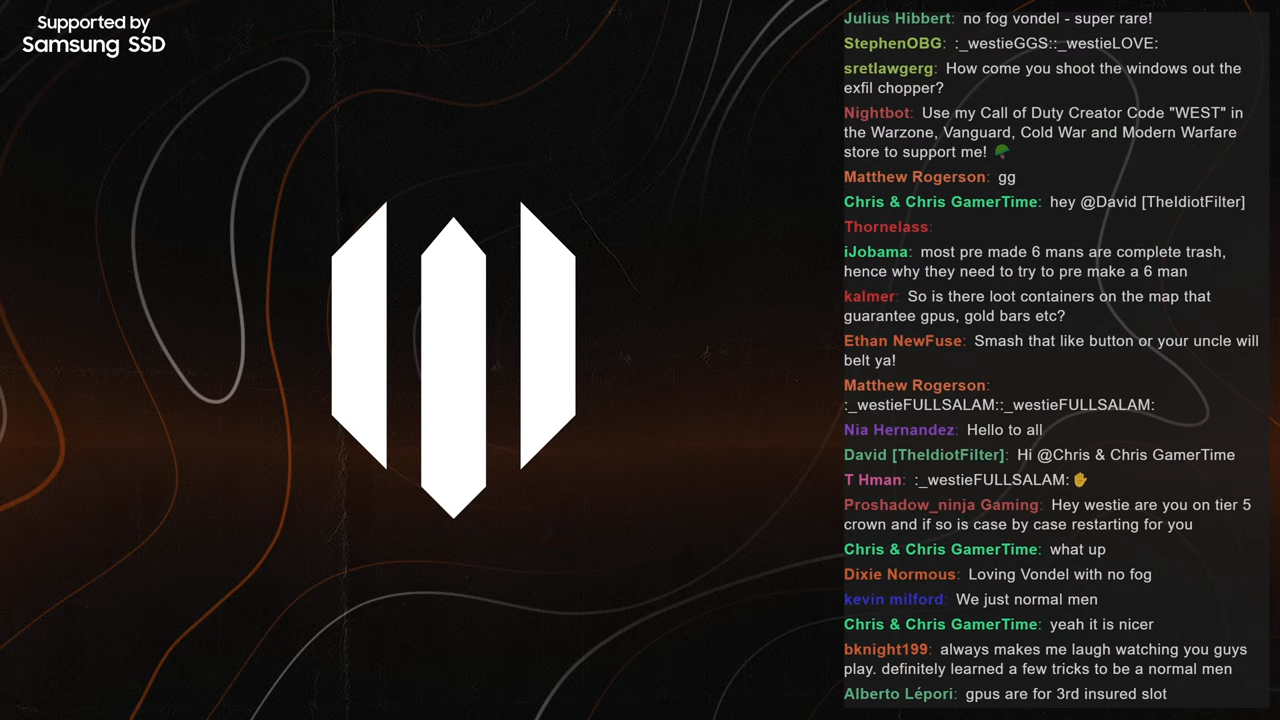 Supported by
Samsung SSD
Julius Hibbert: no fog vondel - super rare!
StephenOBG: :_westieGGS::_westieLOVE:
sretlawgerg: How come you shoot the windows out the
exfil chopper?
Nightbot: Use my Call of Duty Creator Code "WEST" in
the Warzone, Vanguard, Cold War and Modern Warfare
store to support me!
Matthew Rogerson: gg
Chris & Chris GamerTime: hey @David [TheIdiotFilter]
Thornelass:
iJobama: most pre made 6 mans are complete trash,
hence why they need to try to pre make a 6 man
kalmer: So is there loot containers on the map that
guarantee gpus, gold bars etc?
Ethan NewFuse: Smash that like button or your uncle will
belt ya!
Matthew Rogerson:
:_westieFULLSALAM::_westieFULLSALAM:
Nia Hernandez: Hello to all
David [TheIdiotFilter]: Hi @Chris & Chris GamerTime
T Hman: :_westieFULLSALAM:
Proshadow_ninja Gaming: Hey westie are you on tier 5
crown and if so is case by case restarting for you
Chris & Chris GamerTime: what up
Dixie Normous: Loving Vondel with no fog
kevin milford: We just normal men
Chris & Chris GamerTime: yeah it is nicer
bknight199: always makes me laugh watching you guys
play. definitely learned a few tricks to be a normal men
Alberto Lépori: gpus are for 3rd insured slot